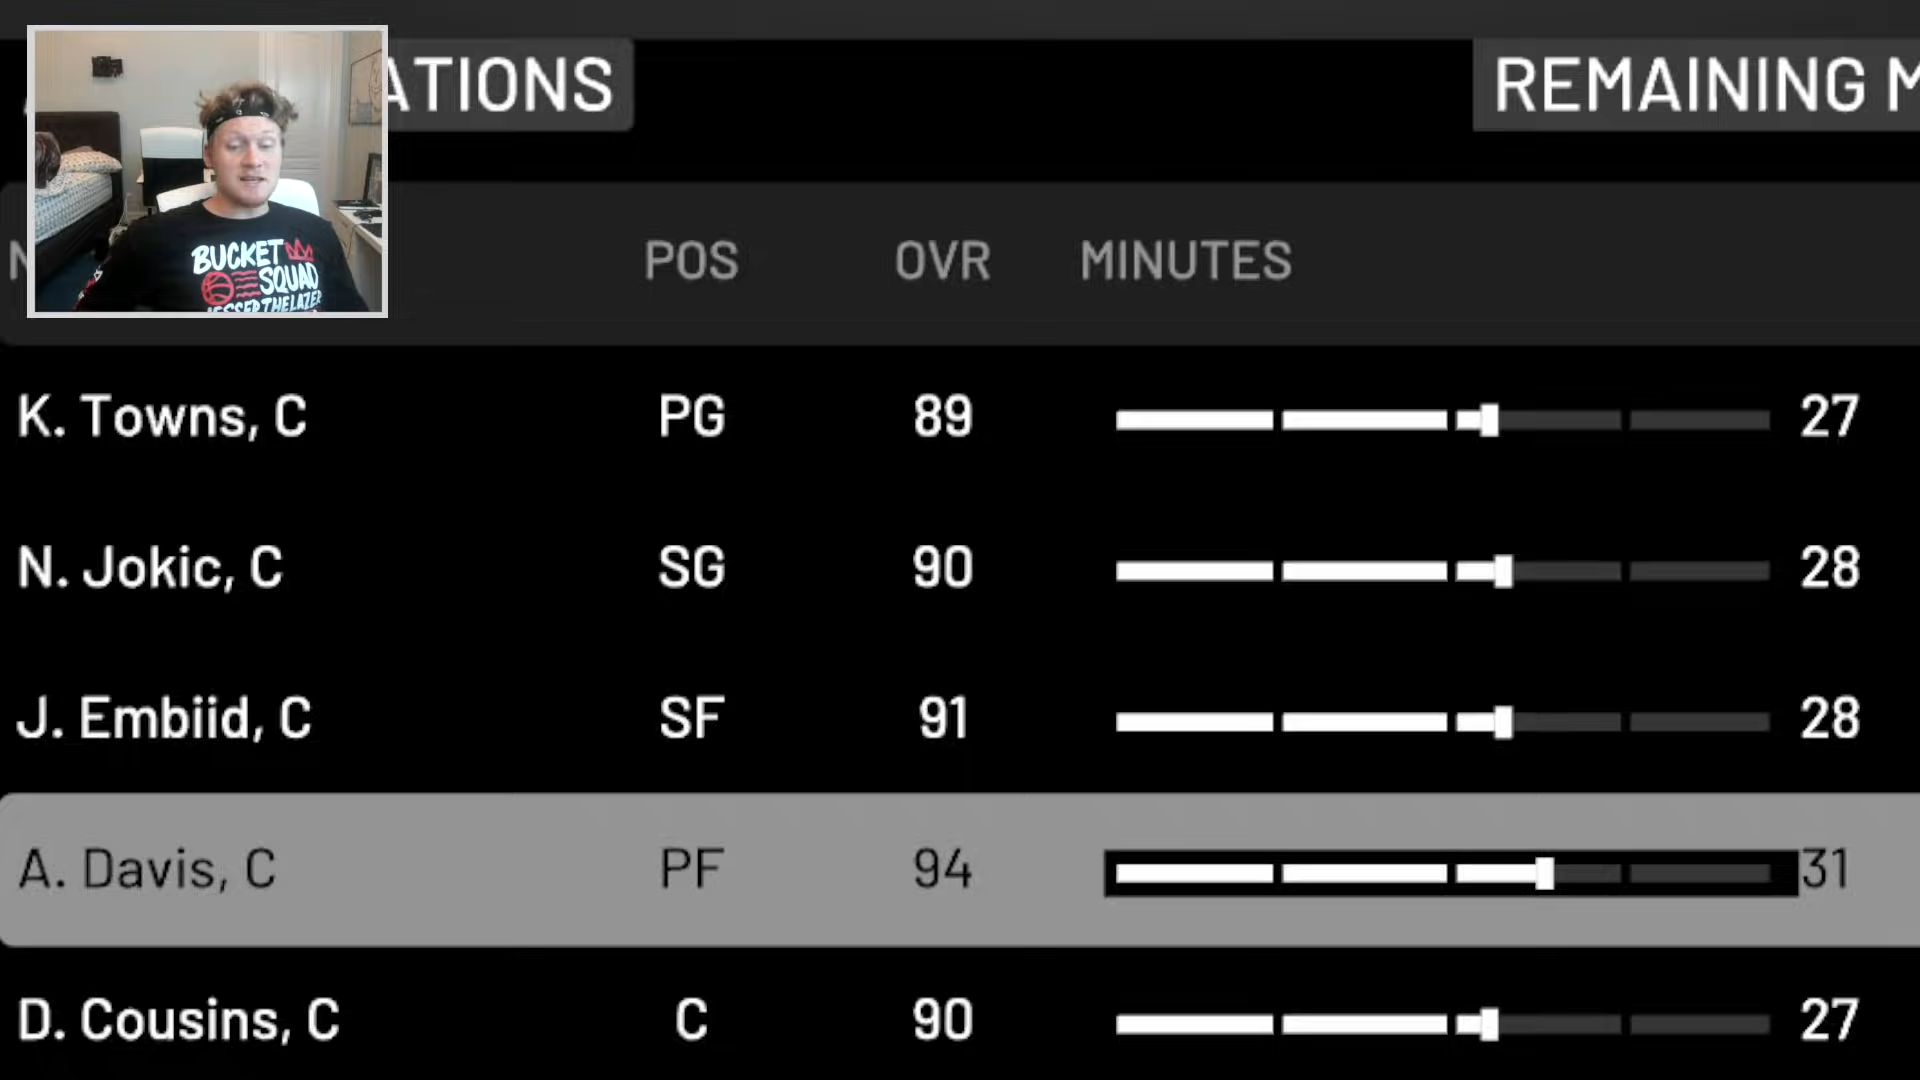 ATIONS
REMAINING M
BUCKET
SQUAD
JESSERTHELAZER
N
POS OVR MINUTES
K. Towns, C PG 89 27
N. Jokic, C SG 90 28
J. Embiid, C SF 91 28
A. Davis, C PF 94 31
D. Cousins, C C 90 27